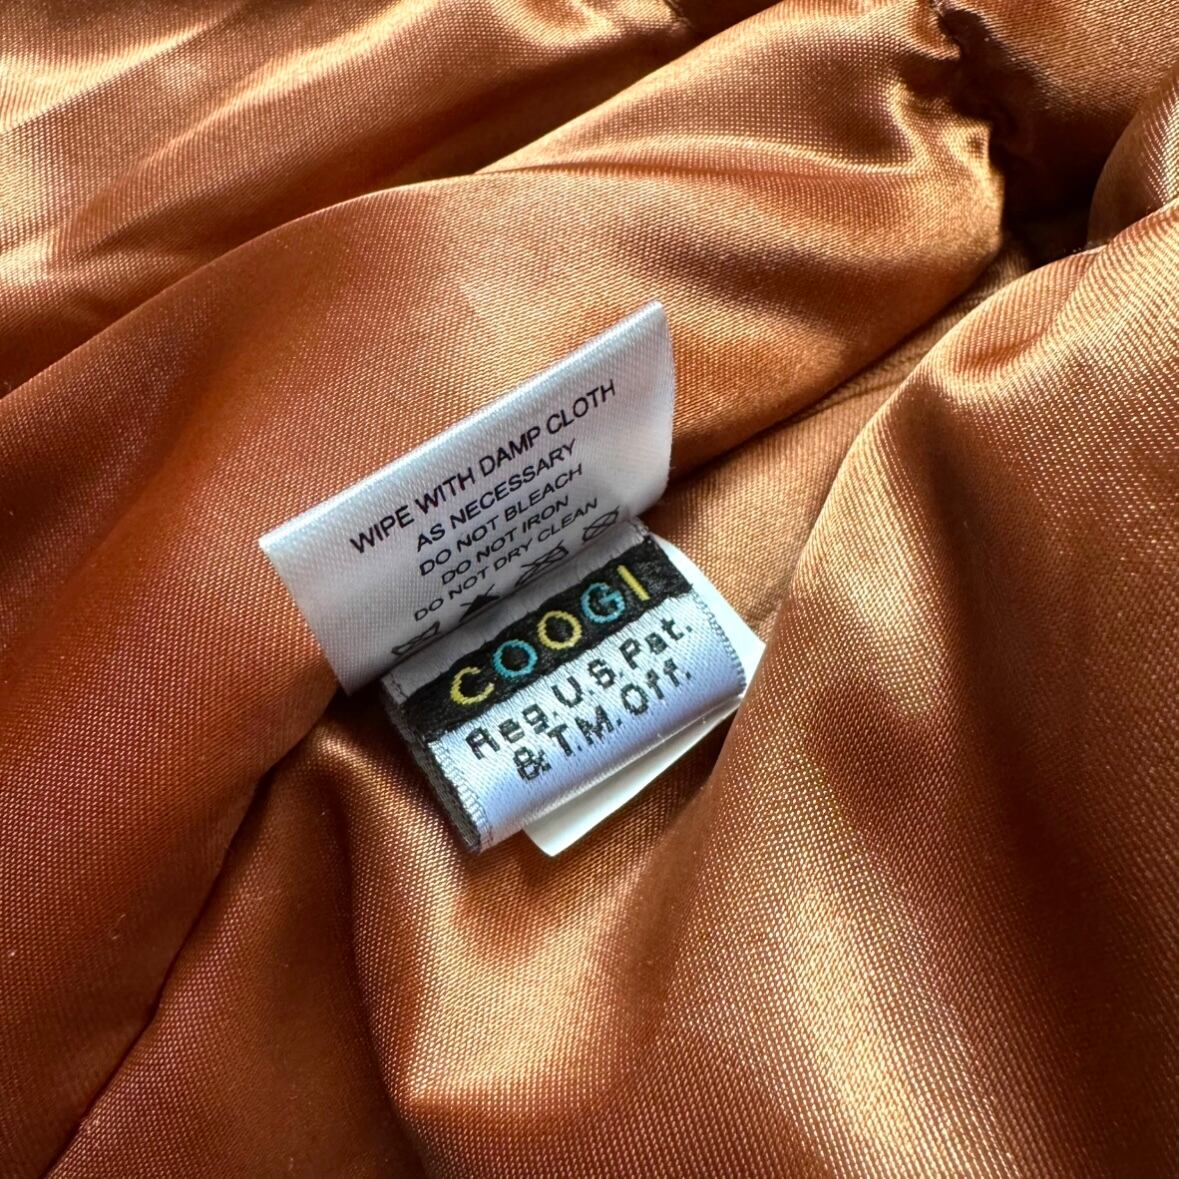 WIPE WITH DAMP CLOTH
AS NECESSARY
DO NOT BLEACH
DO NOT IRON
DO NOT DRY CLEAN
COOGI
Reg.U.S.Pat.
& T.M. Off.